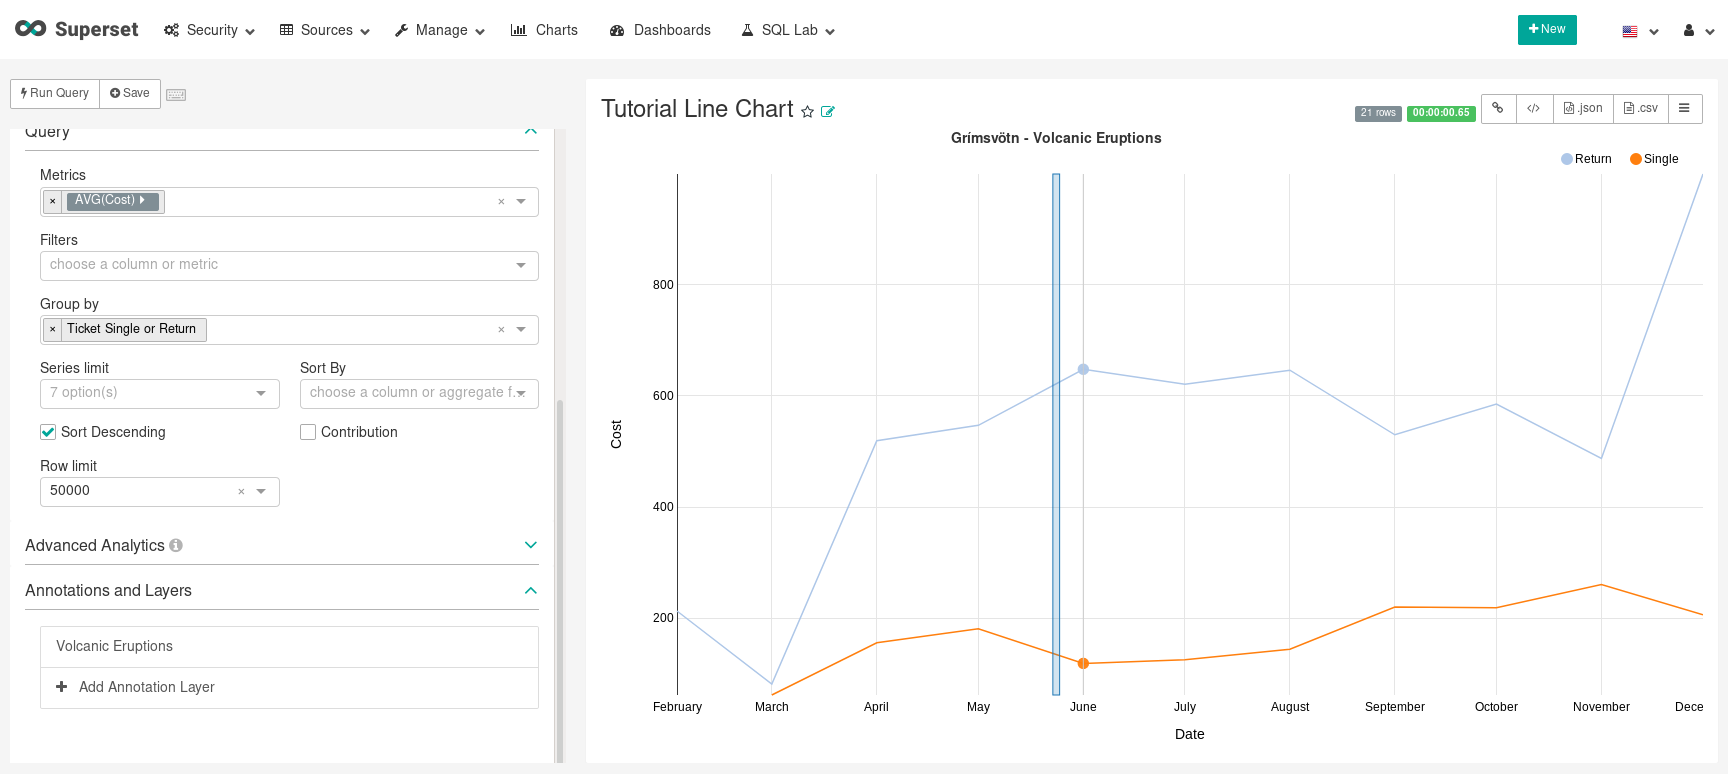 Superset Security Sources Manage Charts Dashboards SQL Lab New
Run Query Save
Query
Metrics
× AVG(Cost) ×
Filters
choose a column or metric
Group by
× Ticket Single or Return ×
Series limit Sort By
7 option(s) choose a column or aggregate f...
Sort Descending Contribution
Row limit
50000 ×
Advanced Analytics
Annotations and Layers
Volcanic Eruptions
Add Annotation Layer
Tutorial Line Chart
21 rows 00:00:00.65 </> .json .csv
Grímsvötn - Volcanic Eruptions
Return Single
800
600
400
200
Cost
February March April May June July August September October November Dece
Date